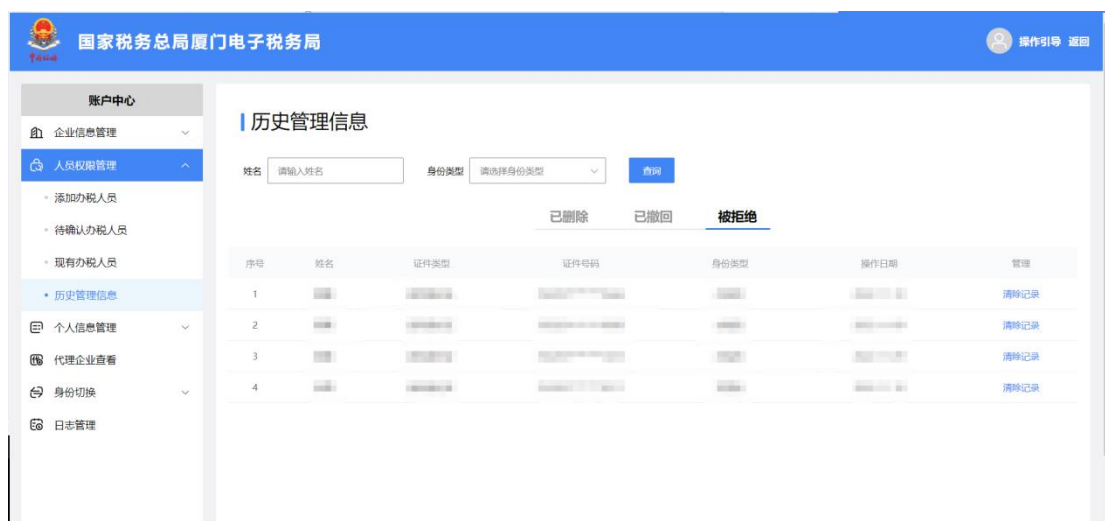 国家税务总局厦门电子税务局
操作引导 返回
账户中心
企业信息管理
人员权限管理
添加办税人员
待确认办税人员
现有办税人员
历史管理信息
个人信息管理
代理企业查看
身份切换
日志管理
历史管理信息
姓名 请输入姓名 身份类型 请选择身份类型 查询
已删除 已撤回 被拒绝
序号 姓名 证件类型 证件号码 身份类型 操作日期 管理
1 清除记录
2 清除记录
3 清除记录
4 清除记录